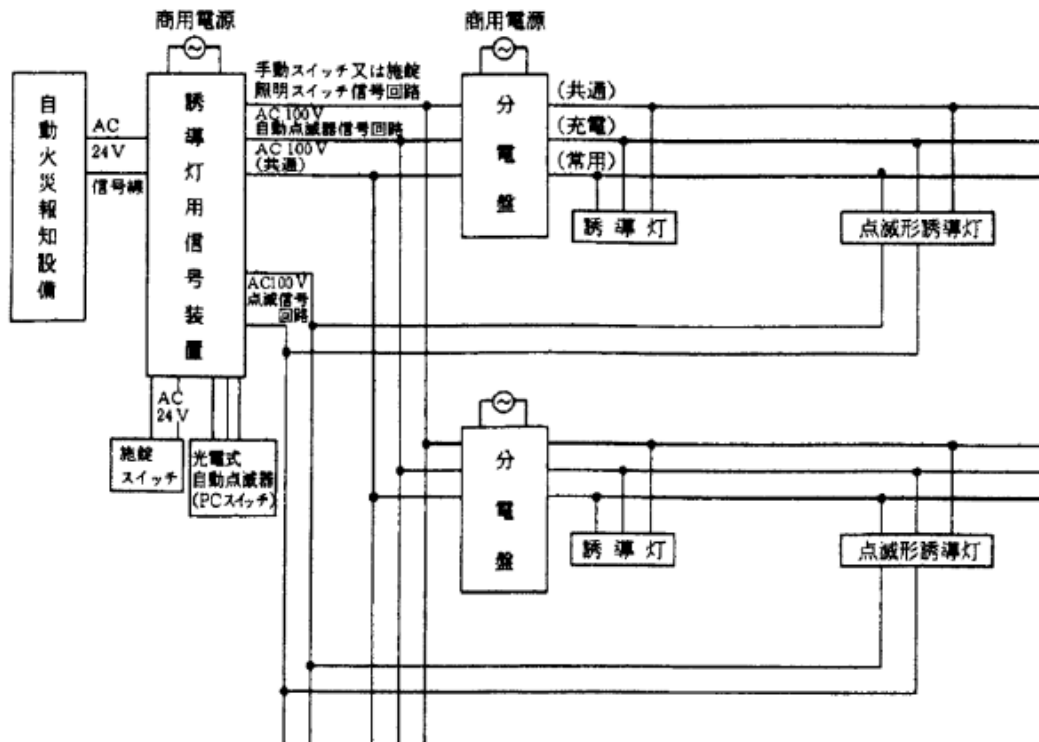 商用電源
商用電源
自動火災報知設備
AC
24V
信号線
誘導灯用信号装置
手動スイッチ又は施錠
照明スイッチ信号回路
AC 100V
自動点滅器信号回路
AC 100V
(共通)
分電盤
(共通)
(充電)
(常用)
誘導灯
点滅形誘導灯
AC100V
点滅信号
回路
AC
24V
施錠
スイッチ
光電式
自動点滅器
(PCスイッチ)
分電盤
誘導灯
点滅形誘導灯